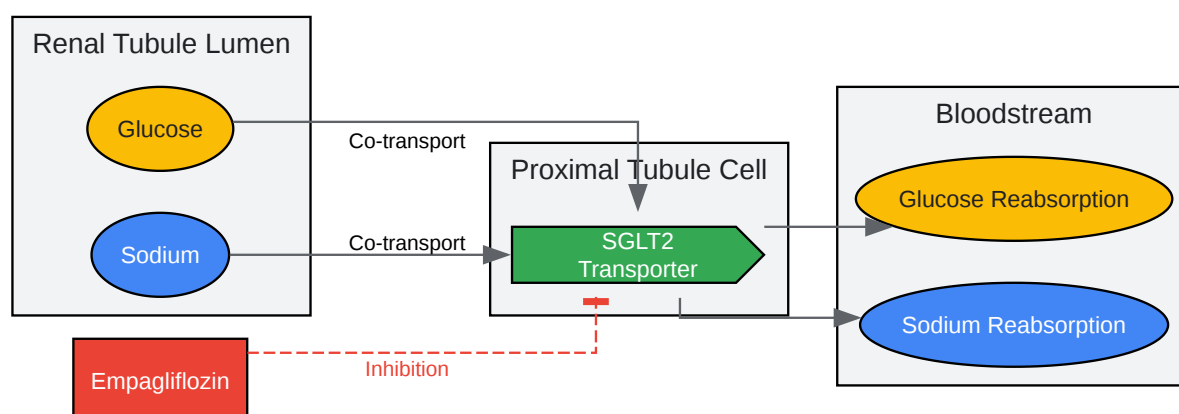 Renal Tubule Lumen
Glucose
Co-transport
Sodium
Co-transport
Proximal Tubule Cell
SGLT2
Transporter
Bloodstream
Glucose Reabsorption
Sodium Reabsorption
Empagliflozin
Inhibition